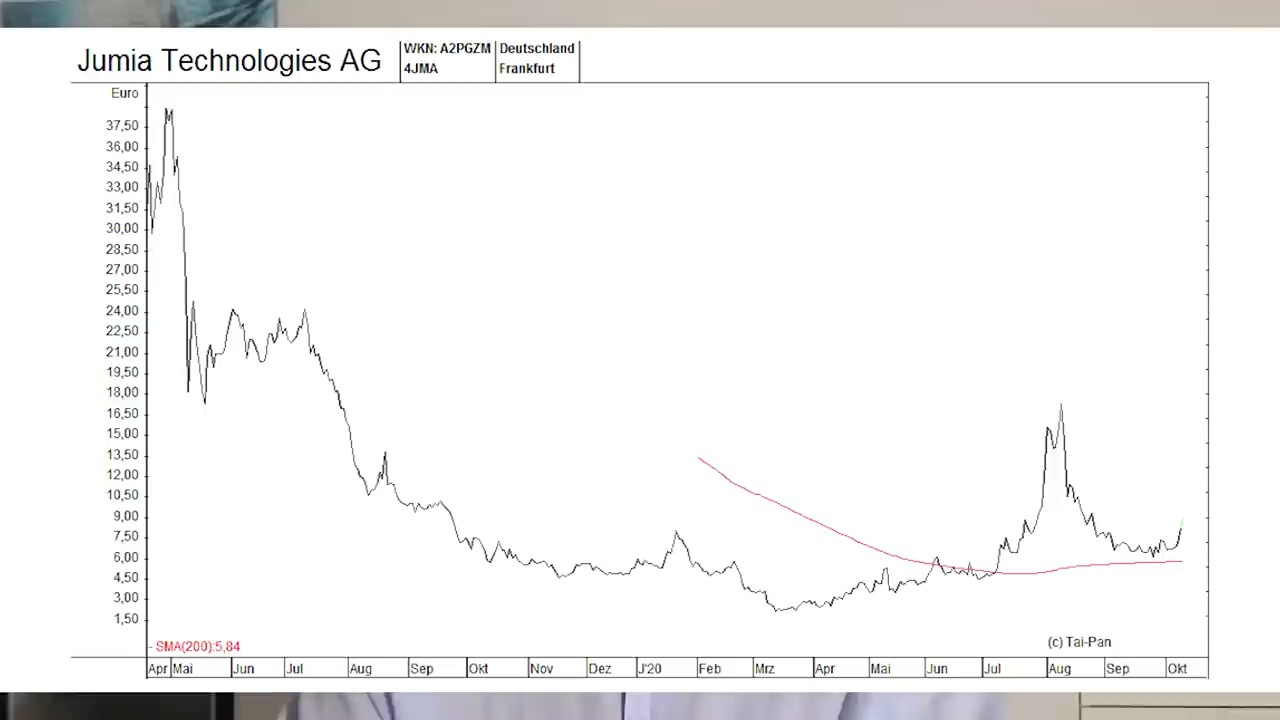 Jumia Technologies AG
WKN: A2PGZM
4JMA
Deutschland
Frankfurt
Euro
37,50
36,00
34,50
33,00
31,50
30,00
28,50
27,00
25,50
24,00
22,50
21,00
19,50
18,00
16,50
15,00
13,50
12,00
10,50
9,00
7,50
6,00
4,50
3,00
1,50
- SMA(200):5,84
(c) Tai-Pan
Apr Mai Jun Jul Aug Sep Okt Nov Dez J'20 Feb Mrz Apr Mai Jun Jul Aug Sep Okt